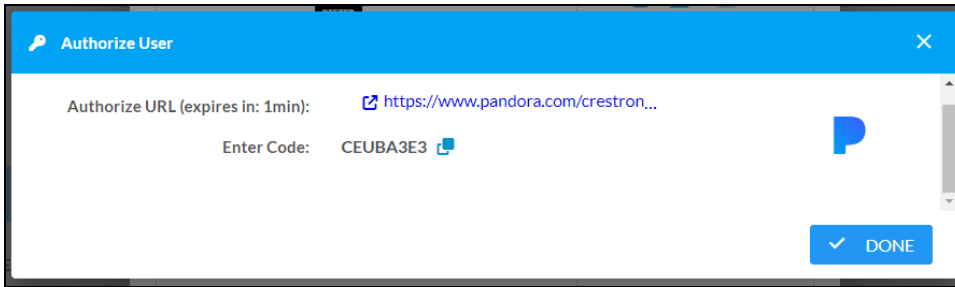 Authorize User
Authorize URL (expires in: 1min): https://www.pandora.com/crestron...
Enter Code: CEUBA3E3
DONE